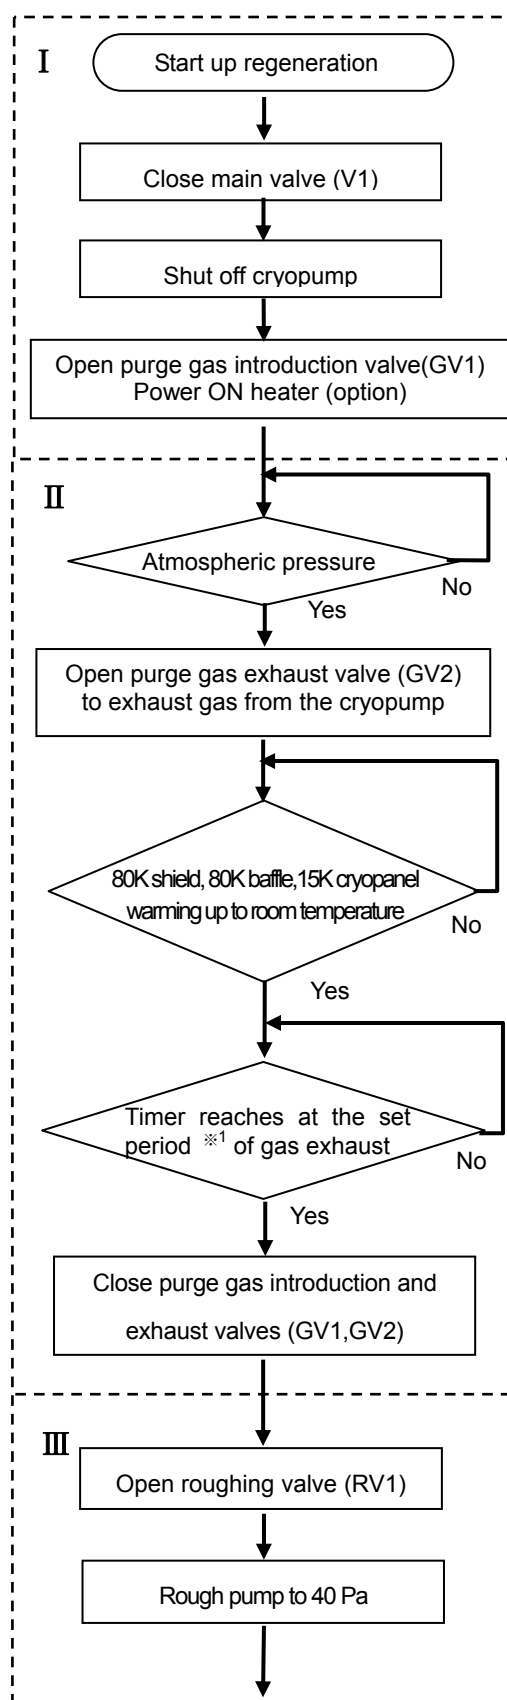 Ⅰ
Start up regeneration
Close main valve (V1)
Shut off cryopump
Open purge gas introduction valve(GV1)
Power ON heater (option)
Ⅱ
Atmospheric pressure
No
Yes
Open purge gas exhaust valve (GV2)
to exhaust gas from the cryopump
80K shield, 80K baffle,15K cryopanel
warming up to room temperature
No
Yes
Timer reaches at the set
period ※1 of gas exhaust
No
Yes
Close purge gas introduction and
exhaust valves (GV1,GV2)
Ⅲ
Open roughing valve (RV1)
Rough pump to 40 Pa